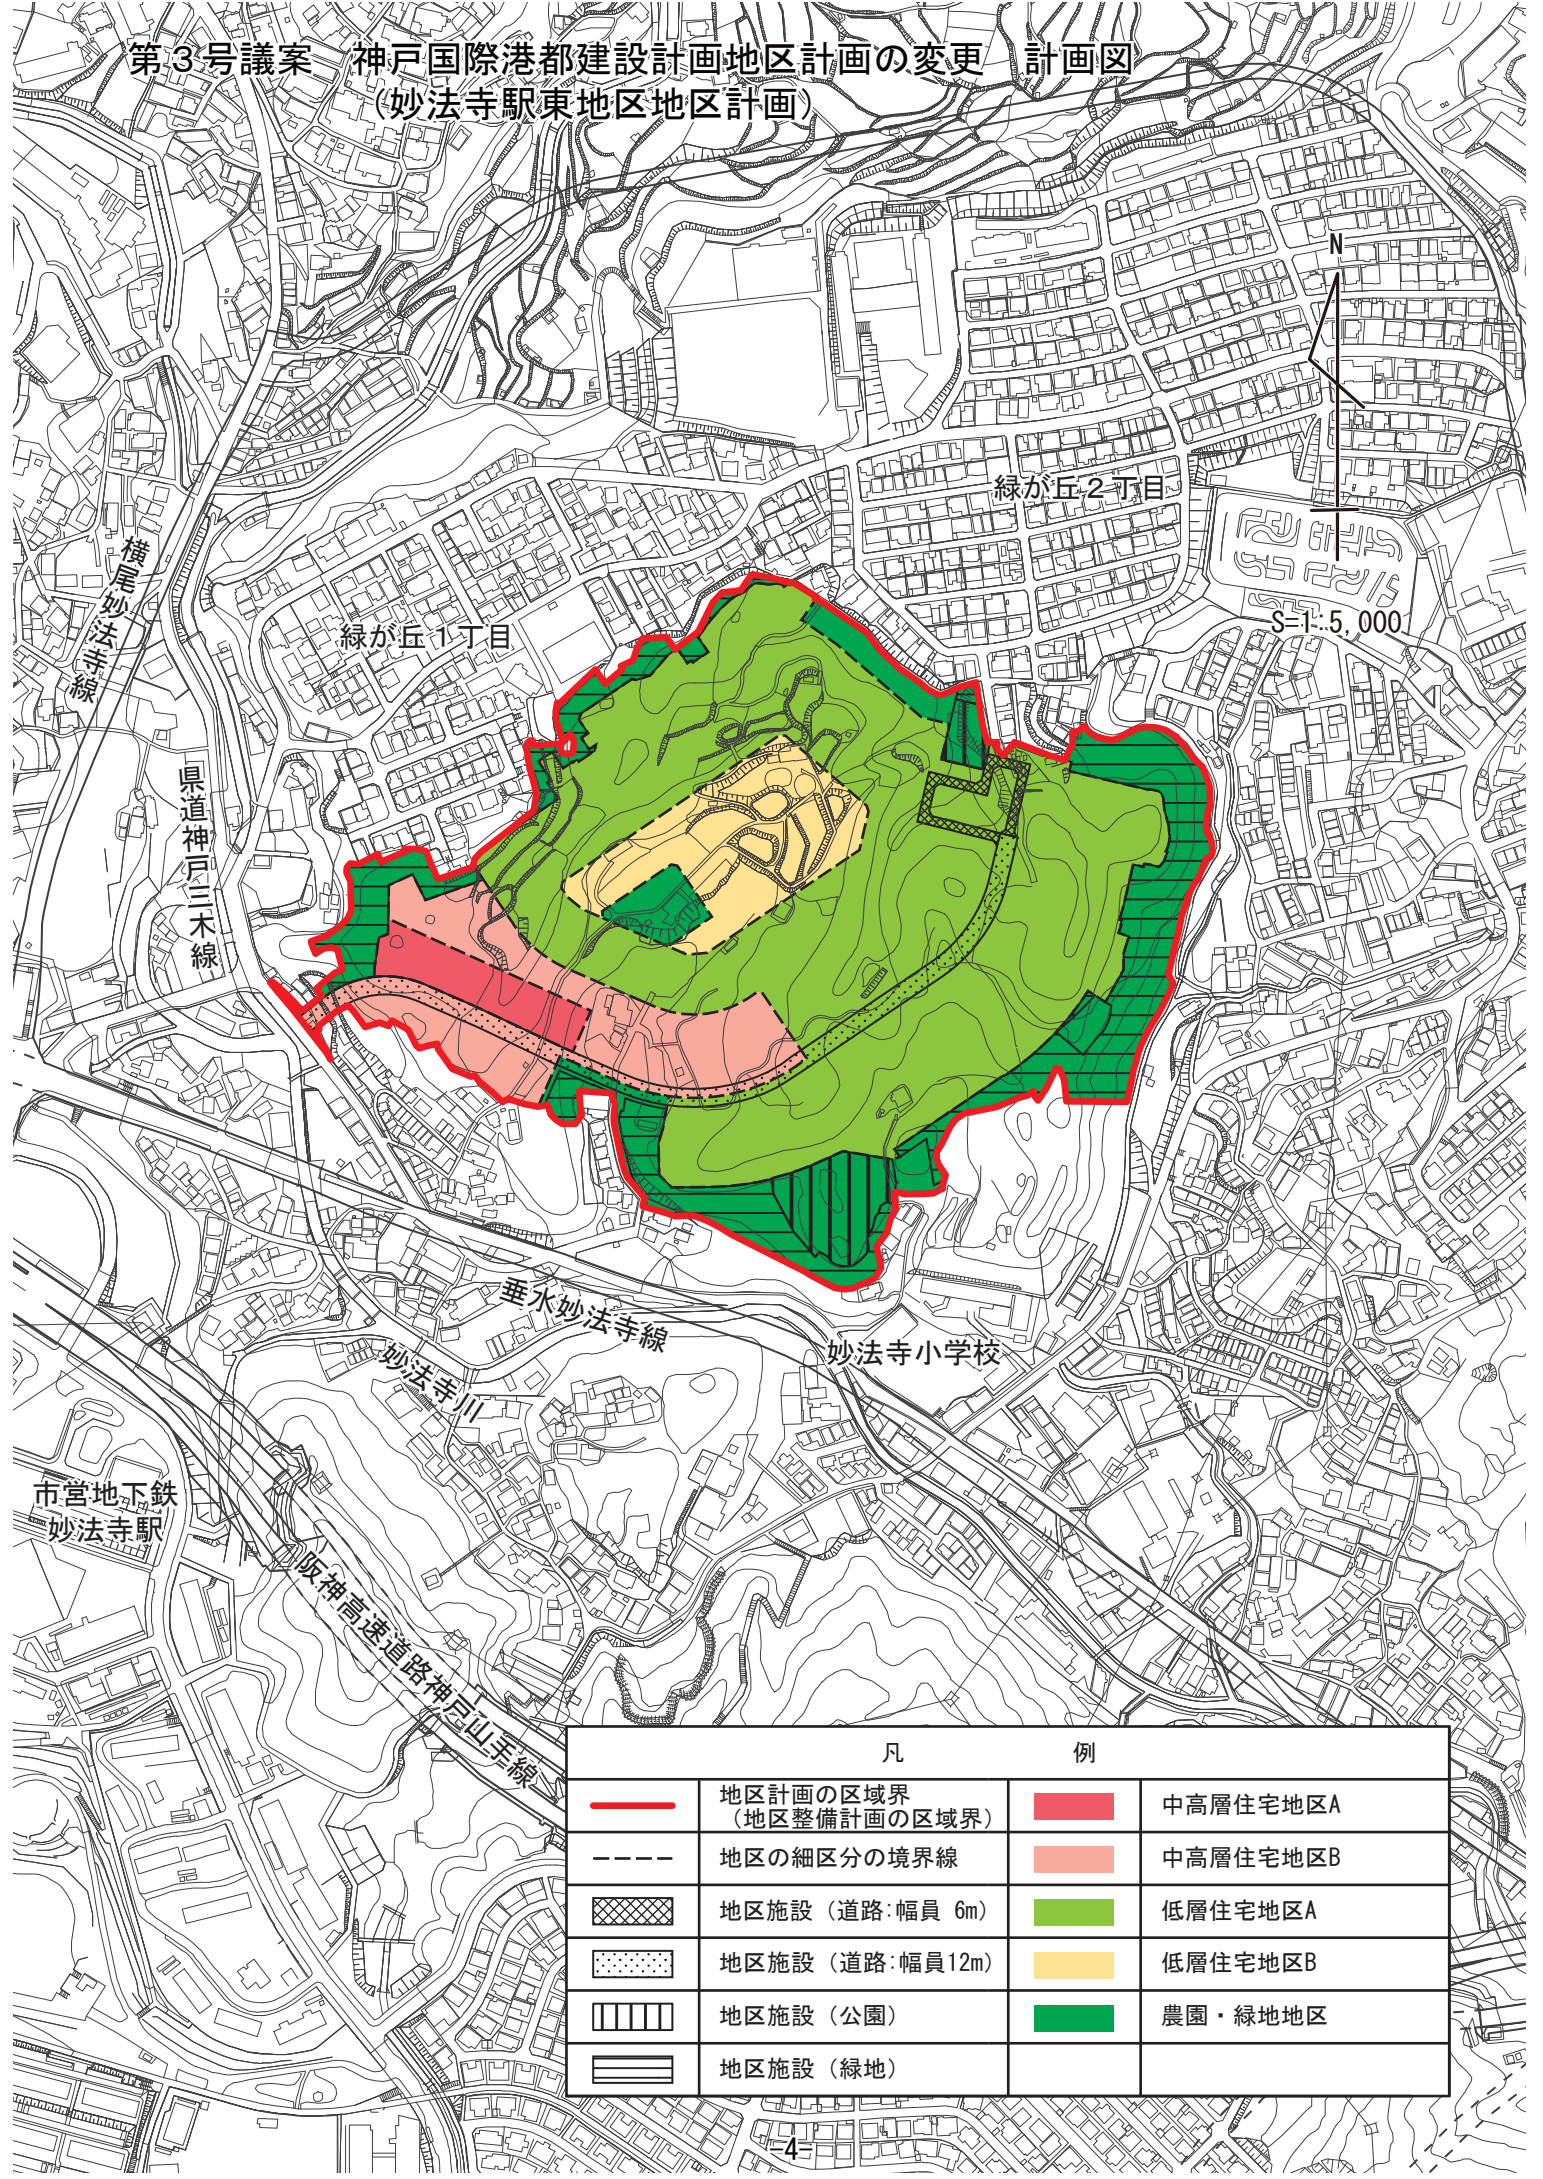 第3号議案　神戸国際港都建設計画地区計画の変更　計画図
（妙法寺駅東地区地区計画）
N
緑が丘2丁目
S=1:5,000
横尾妙法寺線
緑が丘1丁目
県道神戸三木線
垂水妙法寺線
妙法寺小学校
妙法寺川
市営地下鉄
妙法寺駅
阪神高速道路神戸山手線
凡　例
地区計画の区域界
（地区整備計画の区域界）
中高層住宅地区A
地区の細区分の境界線
中高層住宅地区B
地区施設（道路:幅員 6m）
低層住宅地区A
地区施設（道路:幅員12m）
低層住宅地区B
地区施設（公園）
農園・緑地地区
地区施設（緑地）
-4-